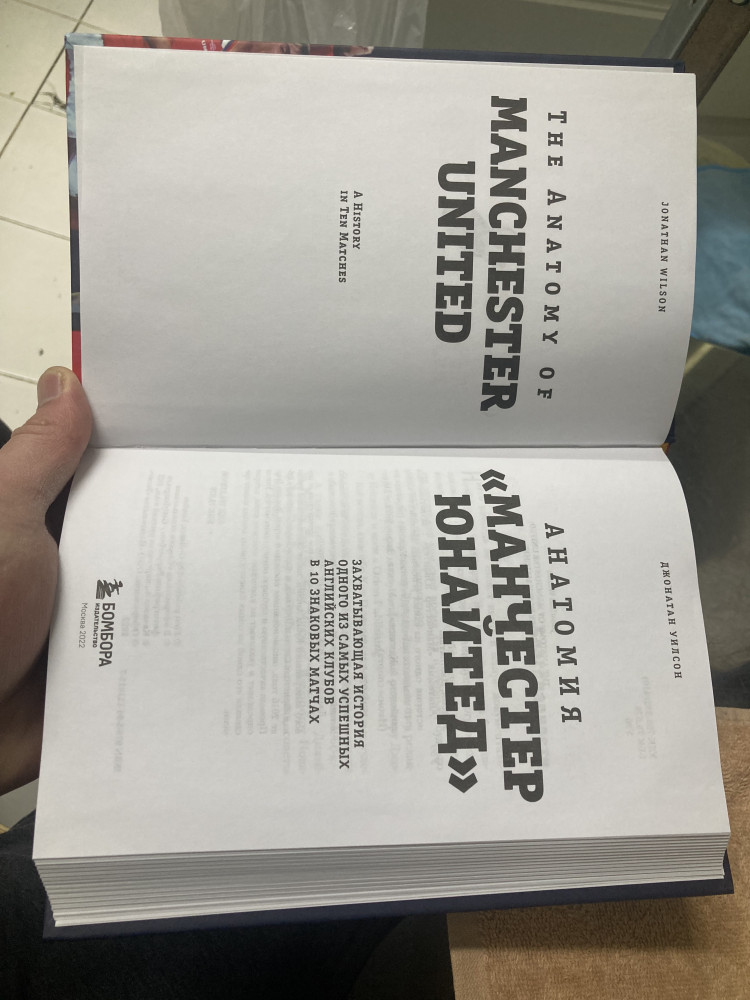 JONATHAN WILSON
THE ANATOMY OF
MANCHESTER
UNITED
A HISTORY
IN TEN MATCHES
ДЖОНАТАН УИЛСОН
АНАТОМИЯ
«МАНЧЕСТЕР
ЮНАЙТЕД»
ЗАХВАТЫВАЮЩАЯ ИСТОРИЯ
ОДНОГО ИЗ САМЫХ УСПЕШНЫХ
АНГЛИЙСКИХ КЛУБОВ
В 10 ЗНАКОВЫХ МАТЧАХ
БОМБОРА
ИЗДАТЕЛЬСТВО
Москва 2022